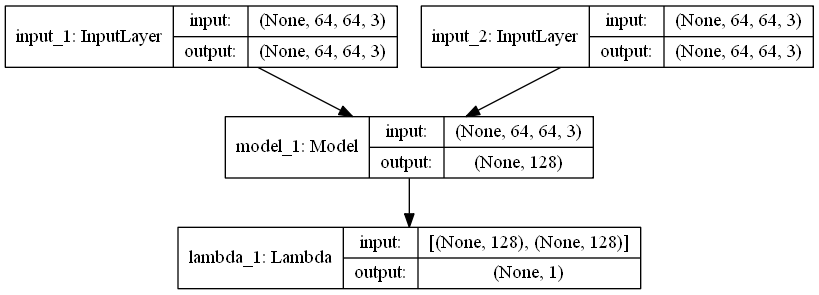 input_1: InputLayer
input: (None, 64, 64, 3)
output: (None, 64, 64, 3)
input_2: InputLayer
input: (None, 64, 64, 3)
output: (None, 64, 64, 3)
model_1: Model
input: (None, 64, 64, 3)
output: (None, 128)
lambda_1: Lambda
input: [(None, 128), (None, 128)]
output: (None, 1)